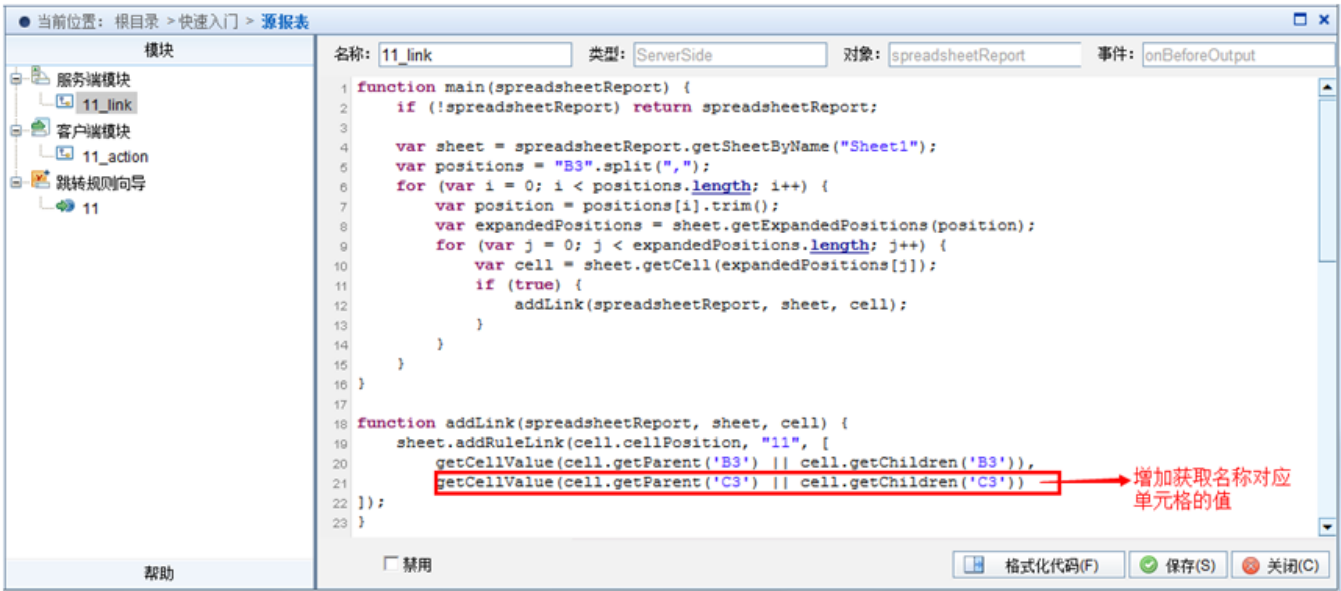 当前位置： 根目录 >快速入门 > 源报表
模块
服务端模块
11_link
客户端模块
11_action
跳转规则向导
11
帮助
名称: 11_link 类型: ServerSide 对象: spreadsheetReport 事件: onBeforeOutput
1 function main(spreadsheetReport) {
2 if (!spreadsheetReport) return spreadsheetReport;
3
4 var sheet = spreadsheetReport.getSheetByName("Sheet1");
5 var positions = "B3".split(",");
6 for (var i = 0; i < positions.length; i++) {
7 var position = positions[i].trim();
8 var expandedPositions = sheet.getExpandedPositions(position);
9 for (var j = 0; j < expandedPositions.length; j++) {
10 var cell = sheet.getCell(expandedPositions[j]);
11 if (true) {
12 addLink(spreadsheetReport, sheet, cell);
13 }
14 }
15 }
16 }
17
18 function addLink(spreadsheetReport, sheet, cell) {
19 sheet.addRuleLink(cell.cellPosition, "11", [
20 getCellValue(cell.getParent('B3') || cell.getChildren('B3')),
21 getCellValue(cell.getParent('C3') || cell.getChildren('C3'))
22 ]);
23 }
增加获取名称对应
单元格的值
禁用 格式化代码(F) 保存(S) 关闭(C)